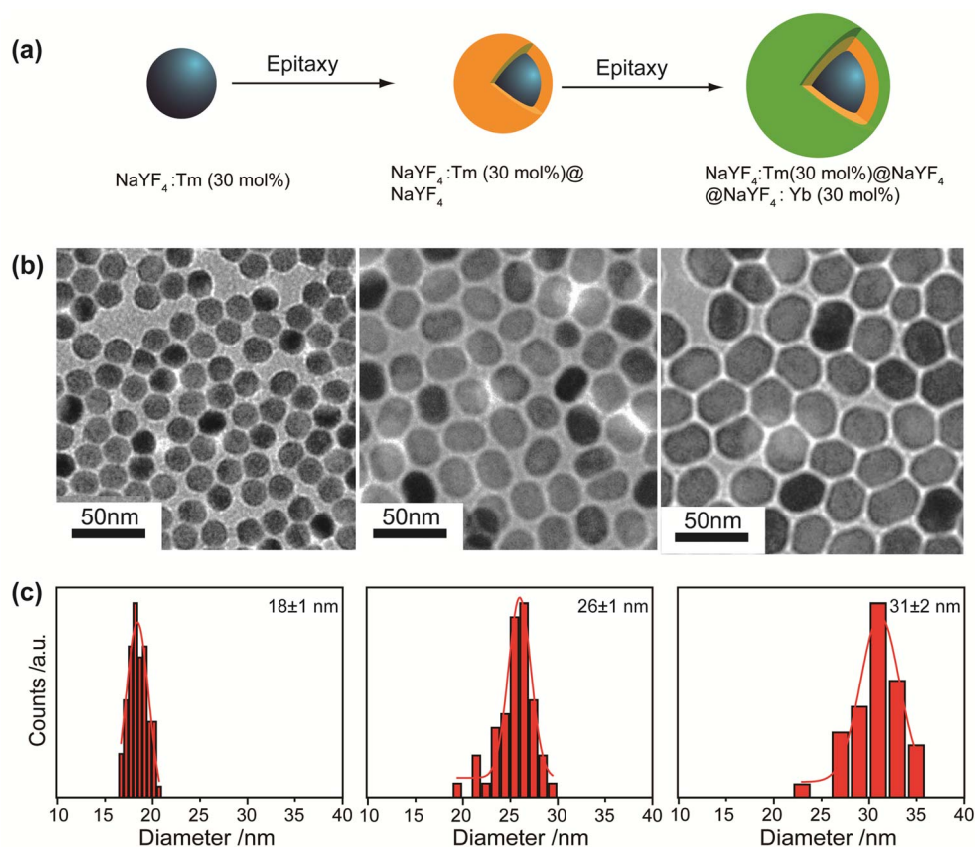 (a)
Epitaxy
Epitaxy
NaYF₄:Tm (30 mol%)
NaYF₄:Tm (30 mol%)@
NaYF₄
NaYF₄:Tm(30 mol%)@NaYF₄
@NaYF₄: Yb (30 mol%)
(b)
50nm
50nm
50nm
(c)
18±1 nm
26±1 nm
31±2 nm
Counts /a.u.
10 15 20 25 30 35 40
10 15 20 25 30 35 40
10 15 20 25 30 35 40
Diameter /nm
Diameter /nm
Diameter /nm